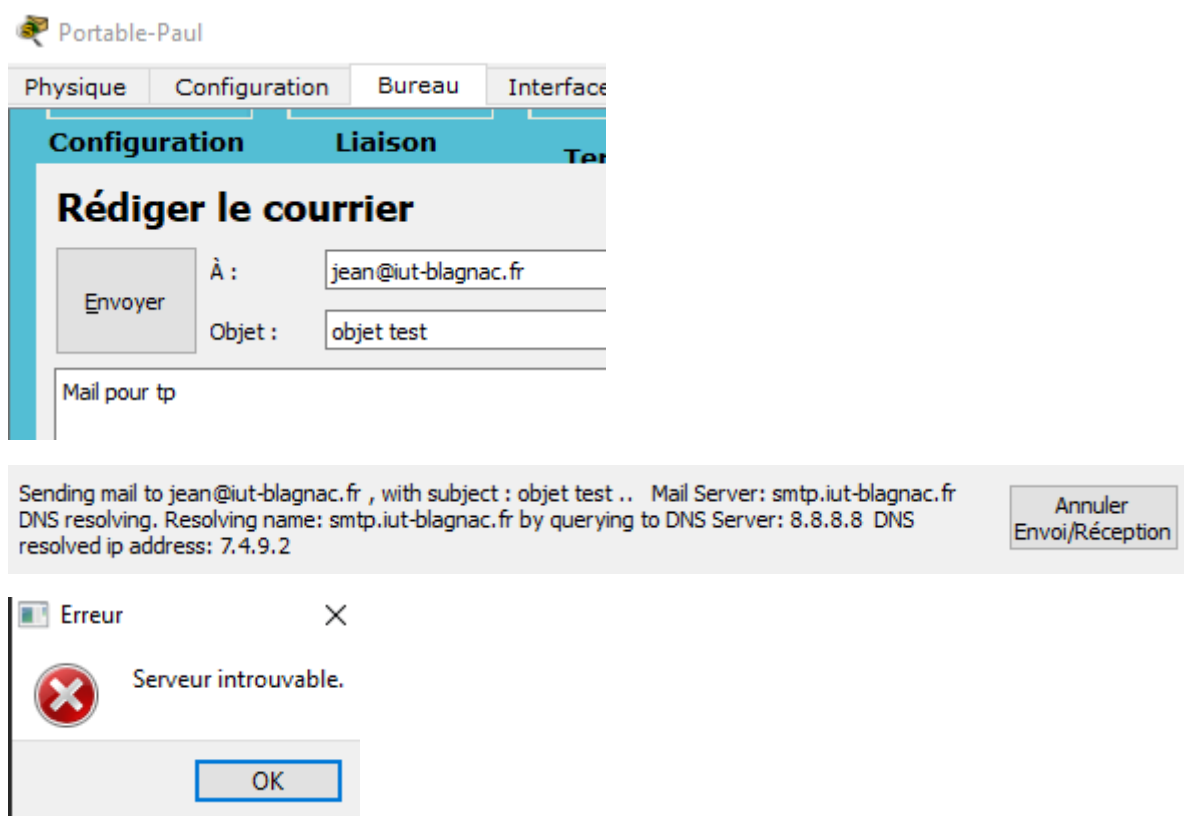 Portable-Paul
Physique Configuration Bureau Interface
Configuration Liaison
Rédiger le courrier
À :
jean@iut-blagnac.fr
Envoyer
Objet :
objet test
Mail pour tp
Sending mail to jean@iut-blagnac.fr , with subject : objet test .. Mail Server: smtp.iut-blagnac.fr
DNS resolving. Resolving name: smtp.iut-blagnac.fr by querying to DNS Server: 8.8.8.8 DNS
resolved ip address: 7.4.9.2
Annuler
Envoi/Réception
Erreur
Serveur introuvable.
OK